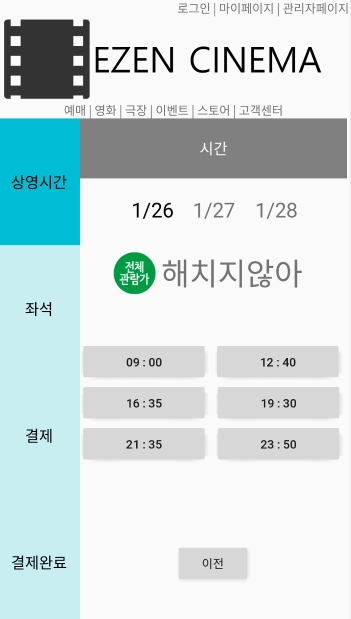 로그인 | 마이페이지 | 관리자페이지
EZEN CINEMA
예매 | 영화 | 극장 | 이벤트 | 스토어 | 고객센터
상영시간
좌석
결제
결제완료
시간
1/26 1/27 1/28
전체
관람가
해치지않아
09 : 00 12 : 40
16 : 35 19 : 30
21 : 35 23 : 50
이전